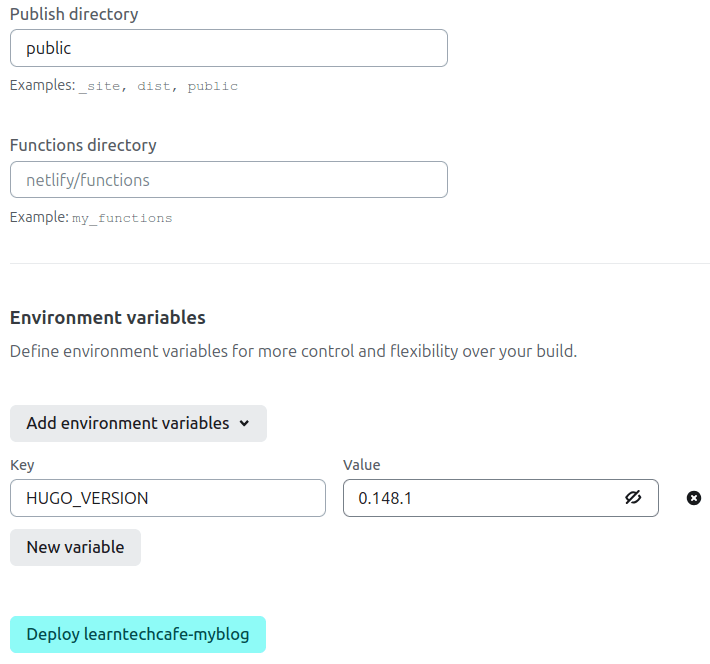 Publish directory
public
Examples: _site, dist, public
Functions directory
netlify/functions
Example: my_functions
Environment variables
Define environment variables for more control and flexibility over your build.
Add environment variables
Key Value
HUGO_VERSION 0.148.1
New variable
Deploy learntechcafe-myblog